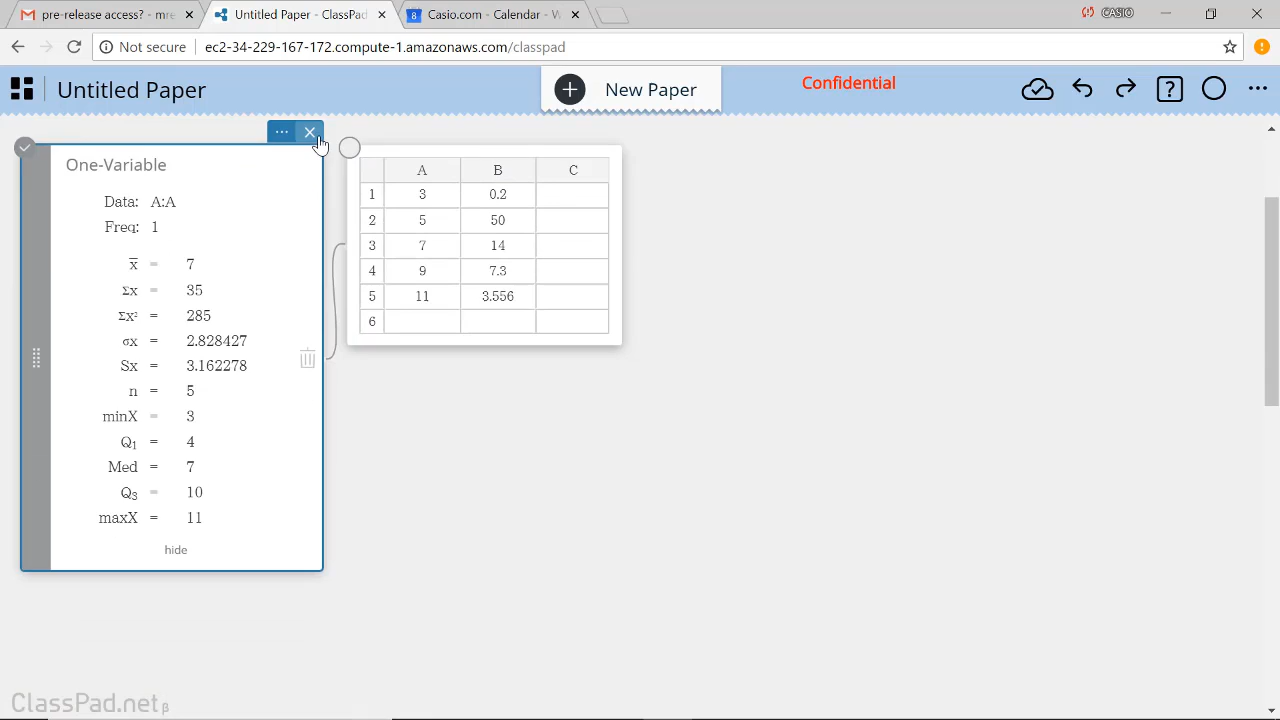 pre-release access? - mre
Untitled Paper - ClassPad
Casio.com - Calendar - W
CASIO
Not secure
ec2-34-229-167-172.compute-1.amazonaws.com/classpad
Untitled Paper
New Paper
Confidential
One-Variable
Data: A:A
Freq: 1
x̅ = 7
Σx = 35
Σx² = 285
σx = 2.828427
Sx = 3.162278
n = 5
minX = 3
Q₁ = 4
Med = 7
Q₃ = 10
maxX = 11
hide
A B C
1 3 0.2
2 5 50
3 7 14
4 9 7.3
5 11 3.556
6
ClassPad.net β